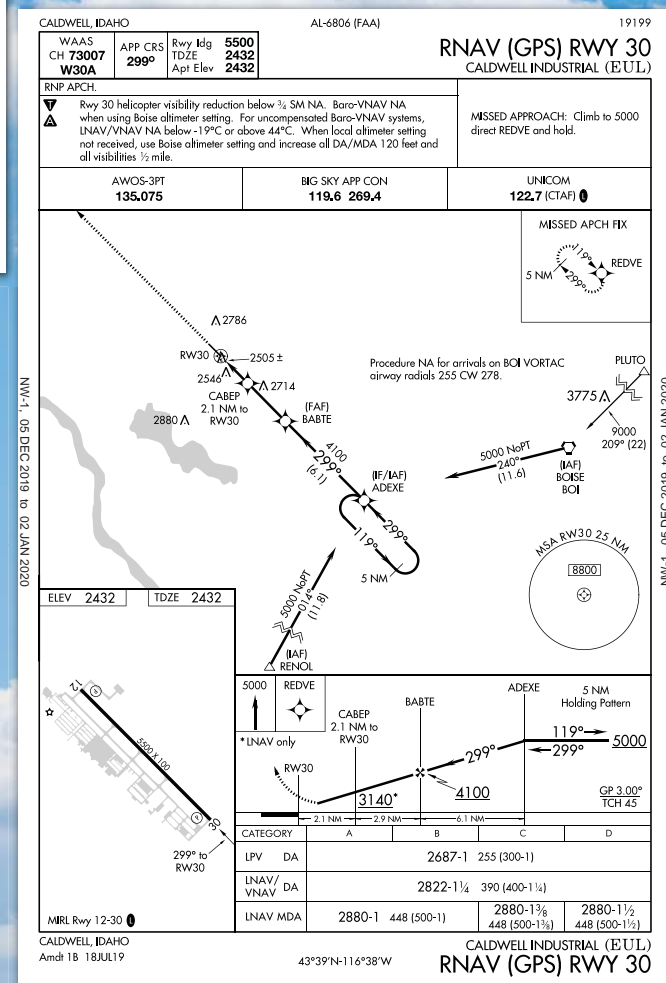 CALDWELL, IDAHO
AL-6806 (FAA)
19199
WAAS
CH 73007
W30A
APP CRS
299°
Rwy ldg 5500
TDZE 2432
Apt Elev 2432
RNAV (GPS) RWY 30
CALDWELL INDUSTRIAL (EUL)
RNP APCH.
T
A
Rwy 30 helicopter visibility reduction below ¾ SM NA. Baro-VNAV NA
when using Boise altimeter setting. For uncompensated Baro-VNAV systems,
LNAV/VNAV NA below -19°C or above 44°C. When local altimeter setting
not received, use Boise altimeter setting and increase all DA/MDA 120 feet and
all visibilities ½ mile.
MISSED APPROACH: Climb to 5000
direct REDVE and hold.
AWOS-3PT
135.075
BIG SKY APP CON
119.6 269.4
UNICOM
122.7 (CTAF) L
MISSED APCH FIX
119°
299°
5 NM
REDVE
2786
RW30
2505 ±
2546
2714
CABEP
2.1 NM to
RW30
2880
(FAF)
BABTE
4100
299°
(6.1)
Procedure NA for arrivals on BOI VORTAC
airway radials 255 CW 278.
PLUTO
3775
9000
209° (22)
5000 NoPT
240°
(11.6)
(IAF)
BOISE
BOI
(IF/IAF)
ADEXE
299°
119°
5 NM
5000 NoPT
014°
(11.8)
(IAF)
RENOL
MSA RW30 25 NM
8800
NW-1, 05 DEC 2019 to 02 JAN 2020
NW-1, 05 DEC 2019 to 02 JAN 2020
ELEV 2432
TDZE 2432
12
P
5500 X 100
P
30
299° to
RW30
MIRL Rwy 12-30 L
5000
REDVE
*LNAV only
CABEP
2.1 NM to
RW30
BABTE
ADEXE
5 NM
Holding Pattern
RW30
299°
119°
299°
5000
3140*
4100
GP 3.00°
TCH 45
2.1 NM
2.9 NM
6.1 NM
CATEGORY A B C D
LPV DA 2687-1 255 (300-1)
LNAV/
VNAV DA 2822-1¼ 390 (400-1¼)
LNAV MDA 2880-1 448 (500-1)
2880-1⅜
448 (500-1⅜)
2880-1½
448 (500-1½)
CALDWELL, IDAHO
Amdt 1B 18JUL19
43°39'N-116°38'W
CALDWELL INDUSTRIAL (EUL)
RNAV (GPS) RWY 30